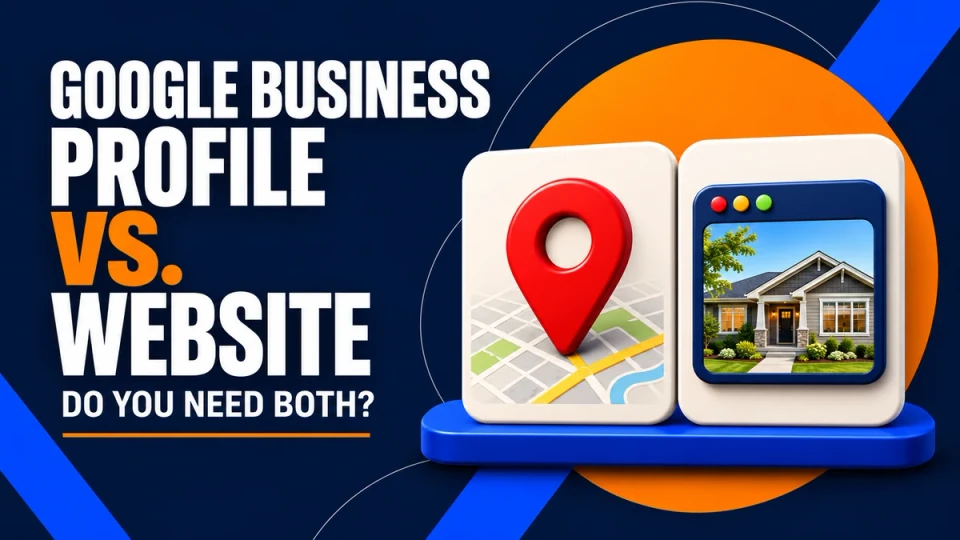 GOOGLE BUSINESS
PROFILE
VS.
WEBSITE
DO YOU NEED BOTH?